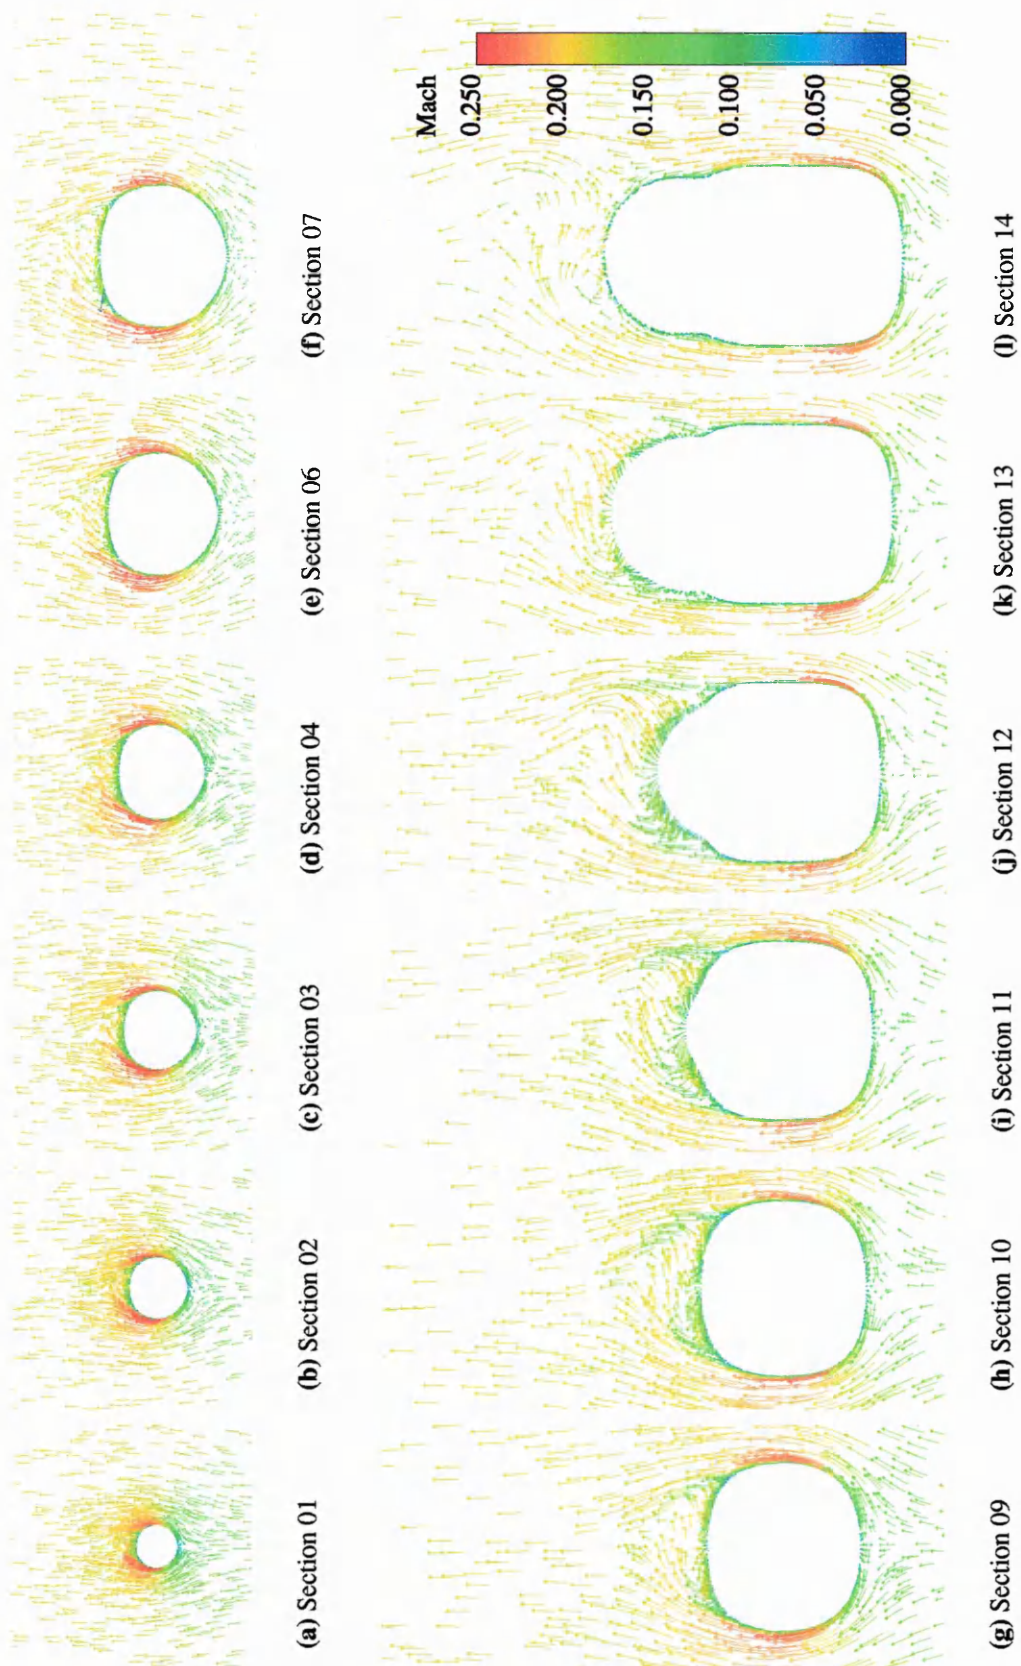 (a) Section 01
(b) Section 02
(c) Section 03
(d) Section 04
(e) Section 06
(f) Section 07
Mach
0.250
0.200
0.150
0.100
0.050
0.000
(g) Section 09
(h) Section 10
(i) Section 11
(j) Section 12
(k) Section 13
(l) Section 14